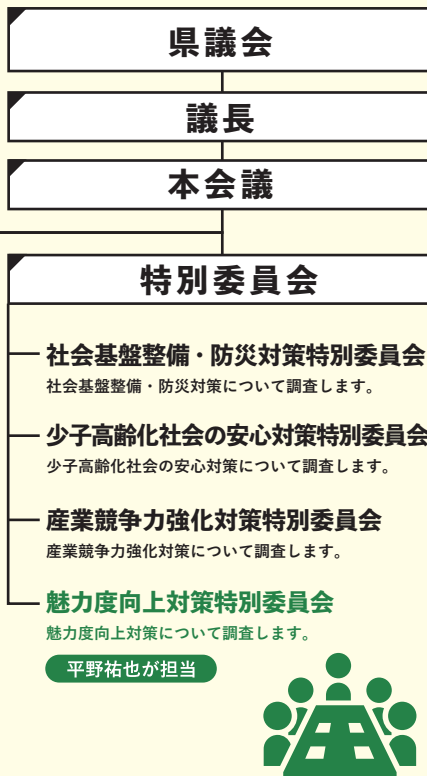 県議会
議長
本会議
特別委員会
社会基盤整備・防災対策特別委員会
社会基盤整備・防災対策について調査します。
少子高齢化社会の安心対策特別委員会
少子高齢化社会の安心対策について調査します。
産業競争力強化対策特別委員会
産業競争力強化対策について調査します。
魅力度向上対策特別委員会
魅力度向上対策について調査します。
平野祐也が担当